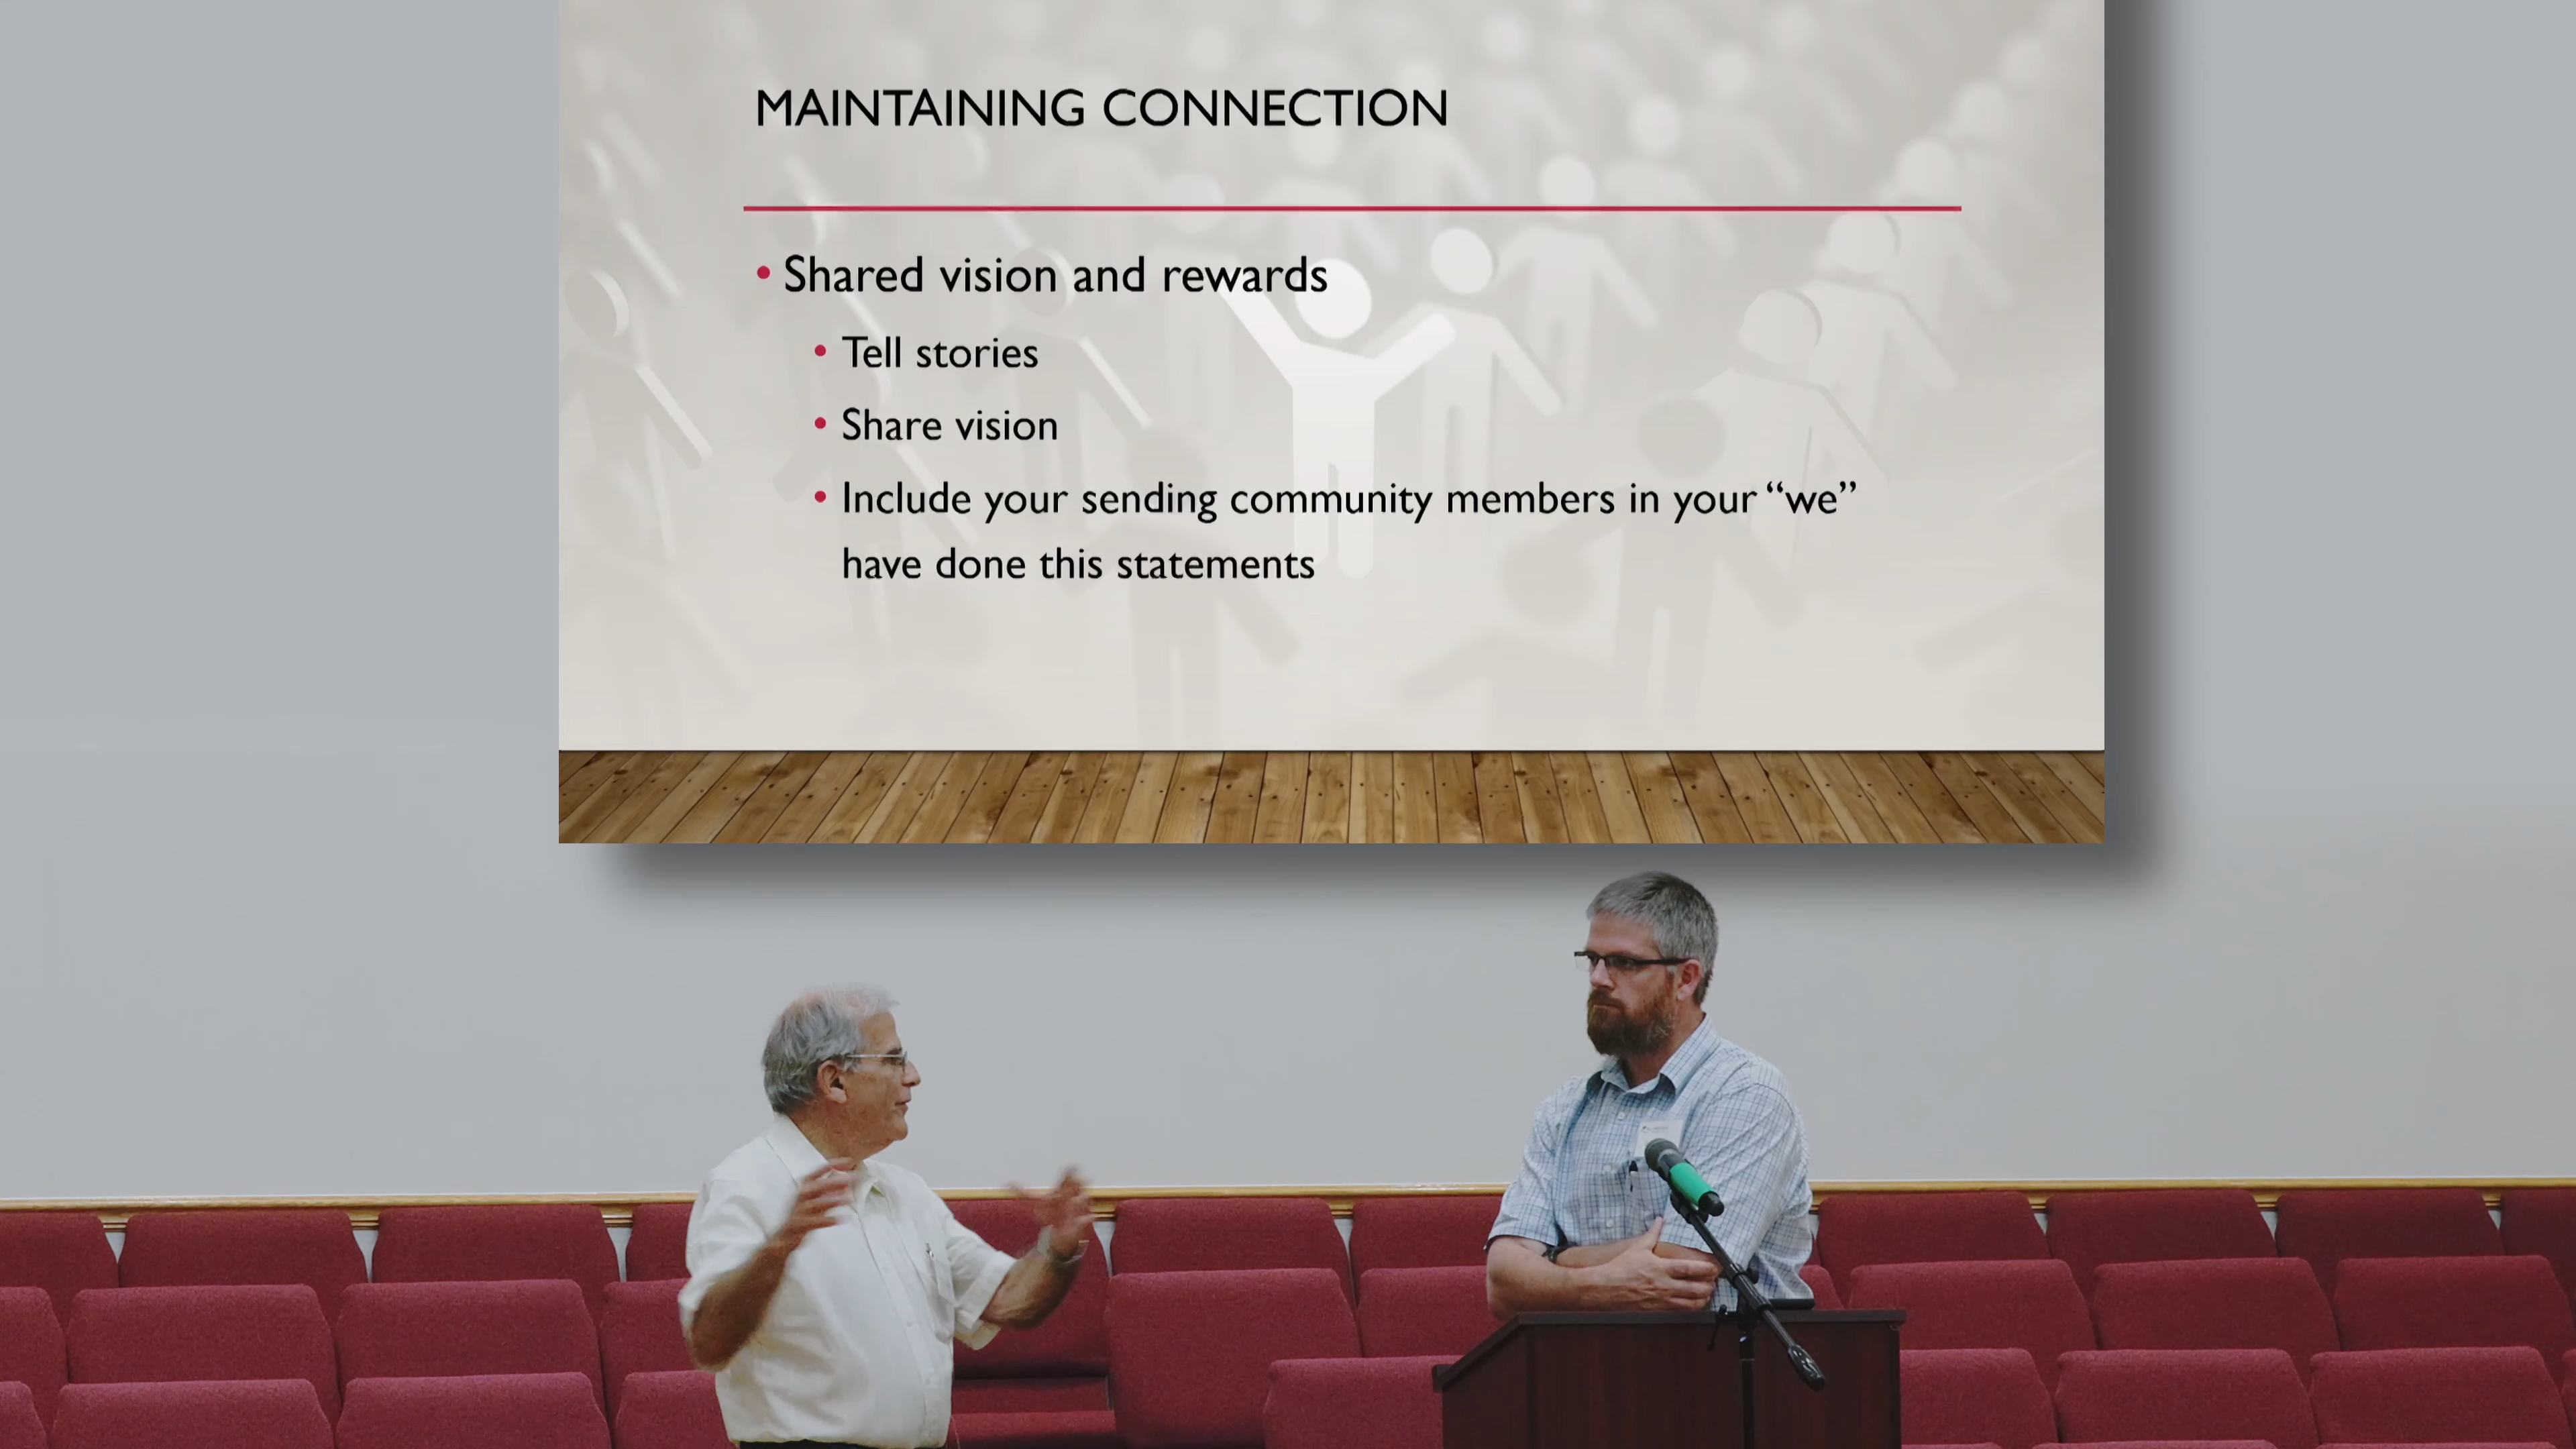 MAINTAINING CONNECTION
• Shared vision and rewards
• Tell stories
• Share vision
• Include your sending community members in your “we”
have done this statements